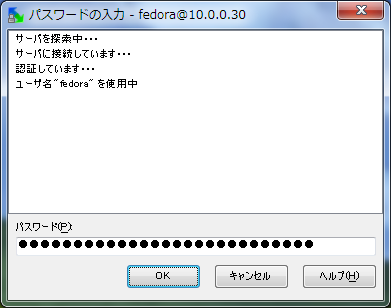 パスワードの入力 - fedora@10.0.0.30
サーバを探索中・・・
サーバに接続しています・・・
認証しています・・・
ユーザ名"fedora"を使用中
パスワード(P):
●●●●●●●●●●●●●●●●●●●●●●●●●●●
OK キャンセル ヘルプ(H)